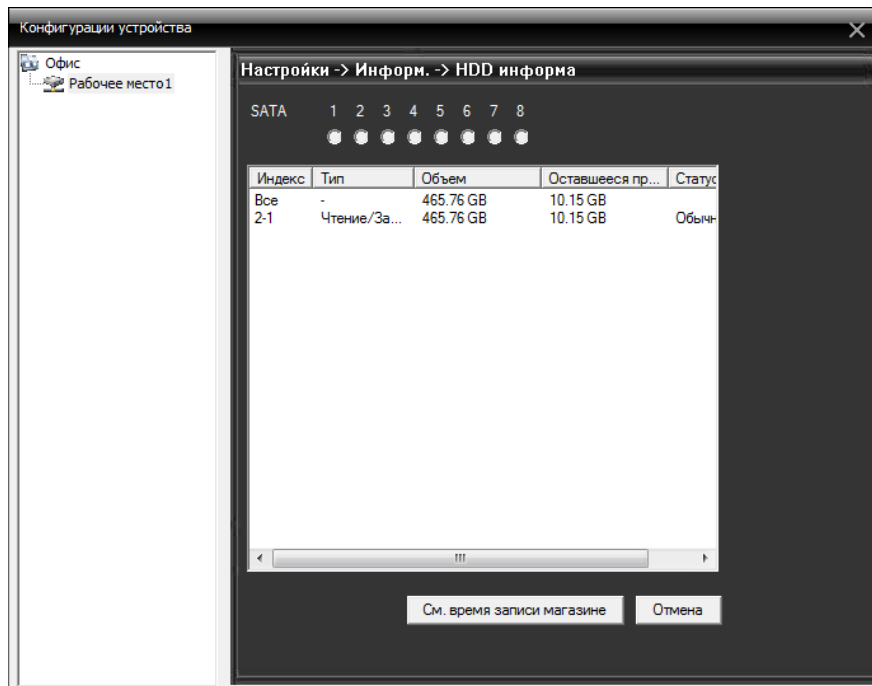 Конфигурации устройства
Офис
Рабочее место1
Настройки -> Информ. -> HDD информа
SATA 1 2 3 4 5 6 7 8
Индекс Тип Объем Оставшееся пр... Статус
Все - 465.76 GB 10.15 GB
2-1 Чтение/За... 465.76 GB 10.15 GB Обычн
См. время записи магазине Отмена